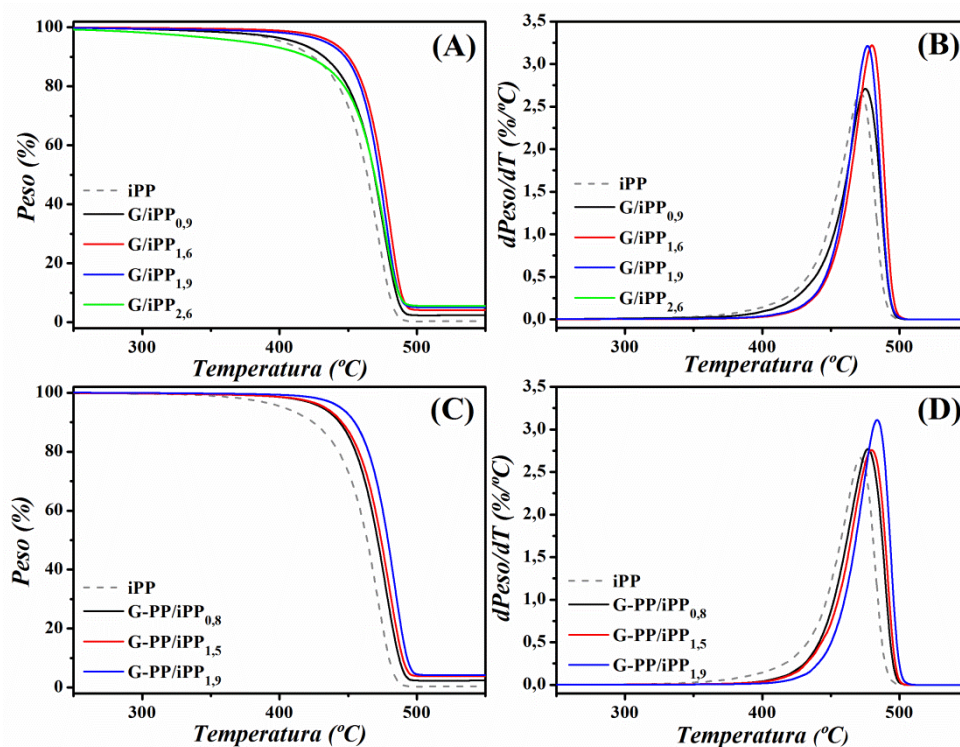 (A)
Peso (%)
100
80
60
40
20
0
iPP
G/iPP0,9
G/iPP1,6
G/iPP1,9
G/iPP2,6
300
400
500
Temperatura (ºC)
(B)
dPeso/dT (%/ºC)
3,5
3,0
2,5
2,0
1,5
1,0
0,5
0,0
iPP
G/iPP0,9
G/iPP1,6
G/iPP1,9
G/iPP2,6
300
400
500
Temperatura (ºC)
(C)
Peso (%)
100
80
60
40
20
0
iPP
G-PP/iPP0,8
G-PP/iPP1,5
G-PP/iPP1,9
300
400
500
Temperatura (ºC)
(D)
dPeso/dT (%/ºC)
3,5
3,0
2,5
2,0
1,5
1,0
0,5
0,0
iPP
G-PP/iPP0,8
G-PP/iPP1,5
G-PP/iPP1,9
300
400
500
Temperatura (ºC)